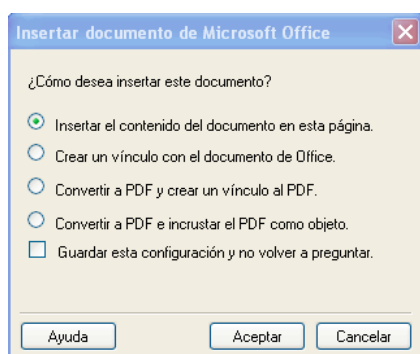 Insertar documento de Microsoft Office
¿Cómo desea insertar este documento?
Insertar el contenido del documento en esta página.
Crear un vínculo con el documento de Office.
Convertir a PDF y crear un vínculo al PDF.
Convertir a PDF e incrustar el PDF como objeto.
Guardar esta configuración y no volver a preguntar.
Ayuda Aceptar Cancelar